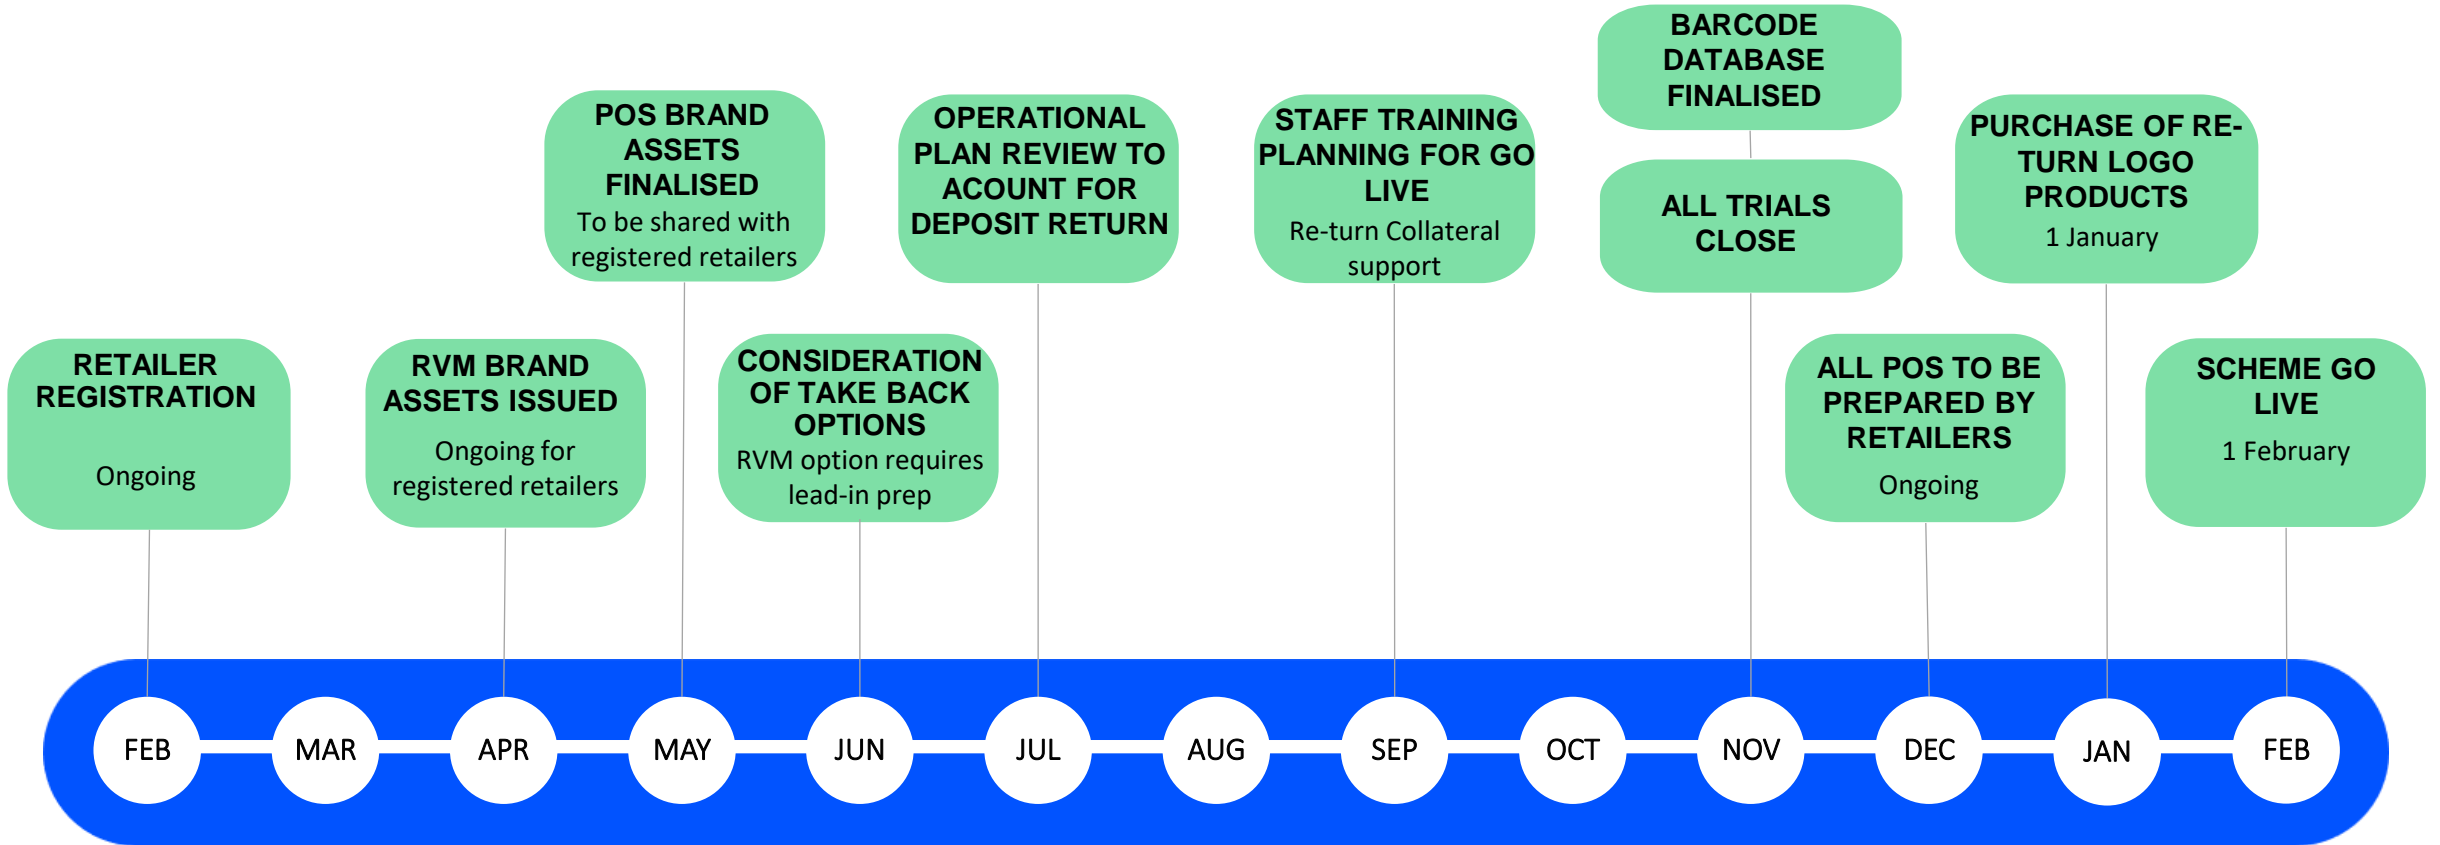 BARCODE
DATABASE
FINALISED
POS BRAND
ASSETS
FINALISED
To be shared with
registered retailers
OPERATIONAL
PLAN REVIEW TO
ACOUNT FOR
DEPOSIT RETURN
STAFF TRAINING
PLANNING FOR GO
LIVE
Re-turn Collateral
support
ALL TRIALS
CLOSE
PURCHASE OF RE-
TURN LOGO
PRODUCTS
1 January
RETAILER
REGISTRATION
Ongoing
RVM BRAND
ASSETS ISSUED
Ongoing for
registered retailers
CONSIDERATION
OF TAKE BACK
OPTIONS
RVM option requires
lead-in prep
ALL POS TO BE
PREPARED BY
RETAILERS
Ongoing
SCHEME GO
LIVE
1 February
FEB
MAR
APR
MAY
JUN
JUL
AUG
SEP
OCT
NOV
DEC
JAN
FEB